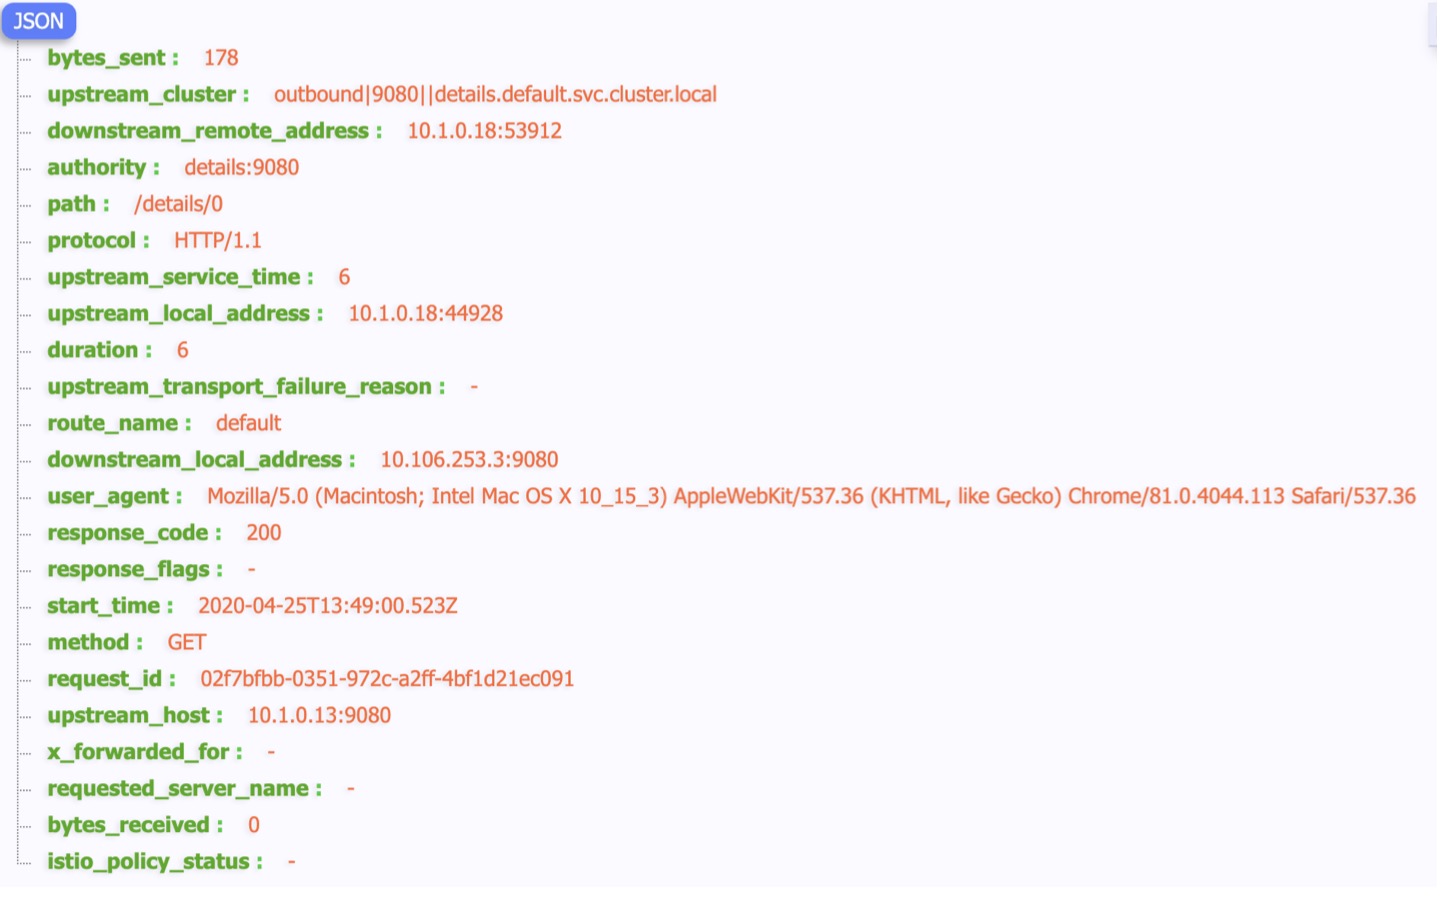 JSON
bytes_sent : 178
upstream_cluster : outbound|9080||details.default.svc.cluster.local
downstream_remote_address : 10.1.0.18:53912
authority : details:9080
path : /details/0
protocol : HTTP/1.1
upstream_service_time : 6
upstream_local_address : 10.1.0.18:44928
duration : 6
upstream_transport_failure_reason : -
route_name : default
downstream_local_address : 10.106.253.3:9080
user_agent : Mozilla/5.0 (Macintosh; Intel Mac OS X 10_15_3) AppleWebKit/537.36 (KHTML, like Gecko) Chrome/81.0.4044.113 Safari/537.36
response_code : 200
response_flags : -
start_time : 2020-04-25T13:49:00.523Z
method : GET
request_id : 02f7bfbb-0351-972c-a2ff-4bf1d21ec091
upstream_host : 10.1.0.13:9080
x_forwarded_for : -
requested_server_name : -
bytes_received : 0
istio_policy_status : -